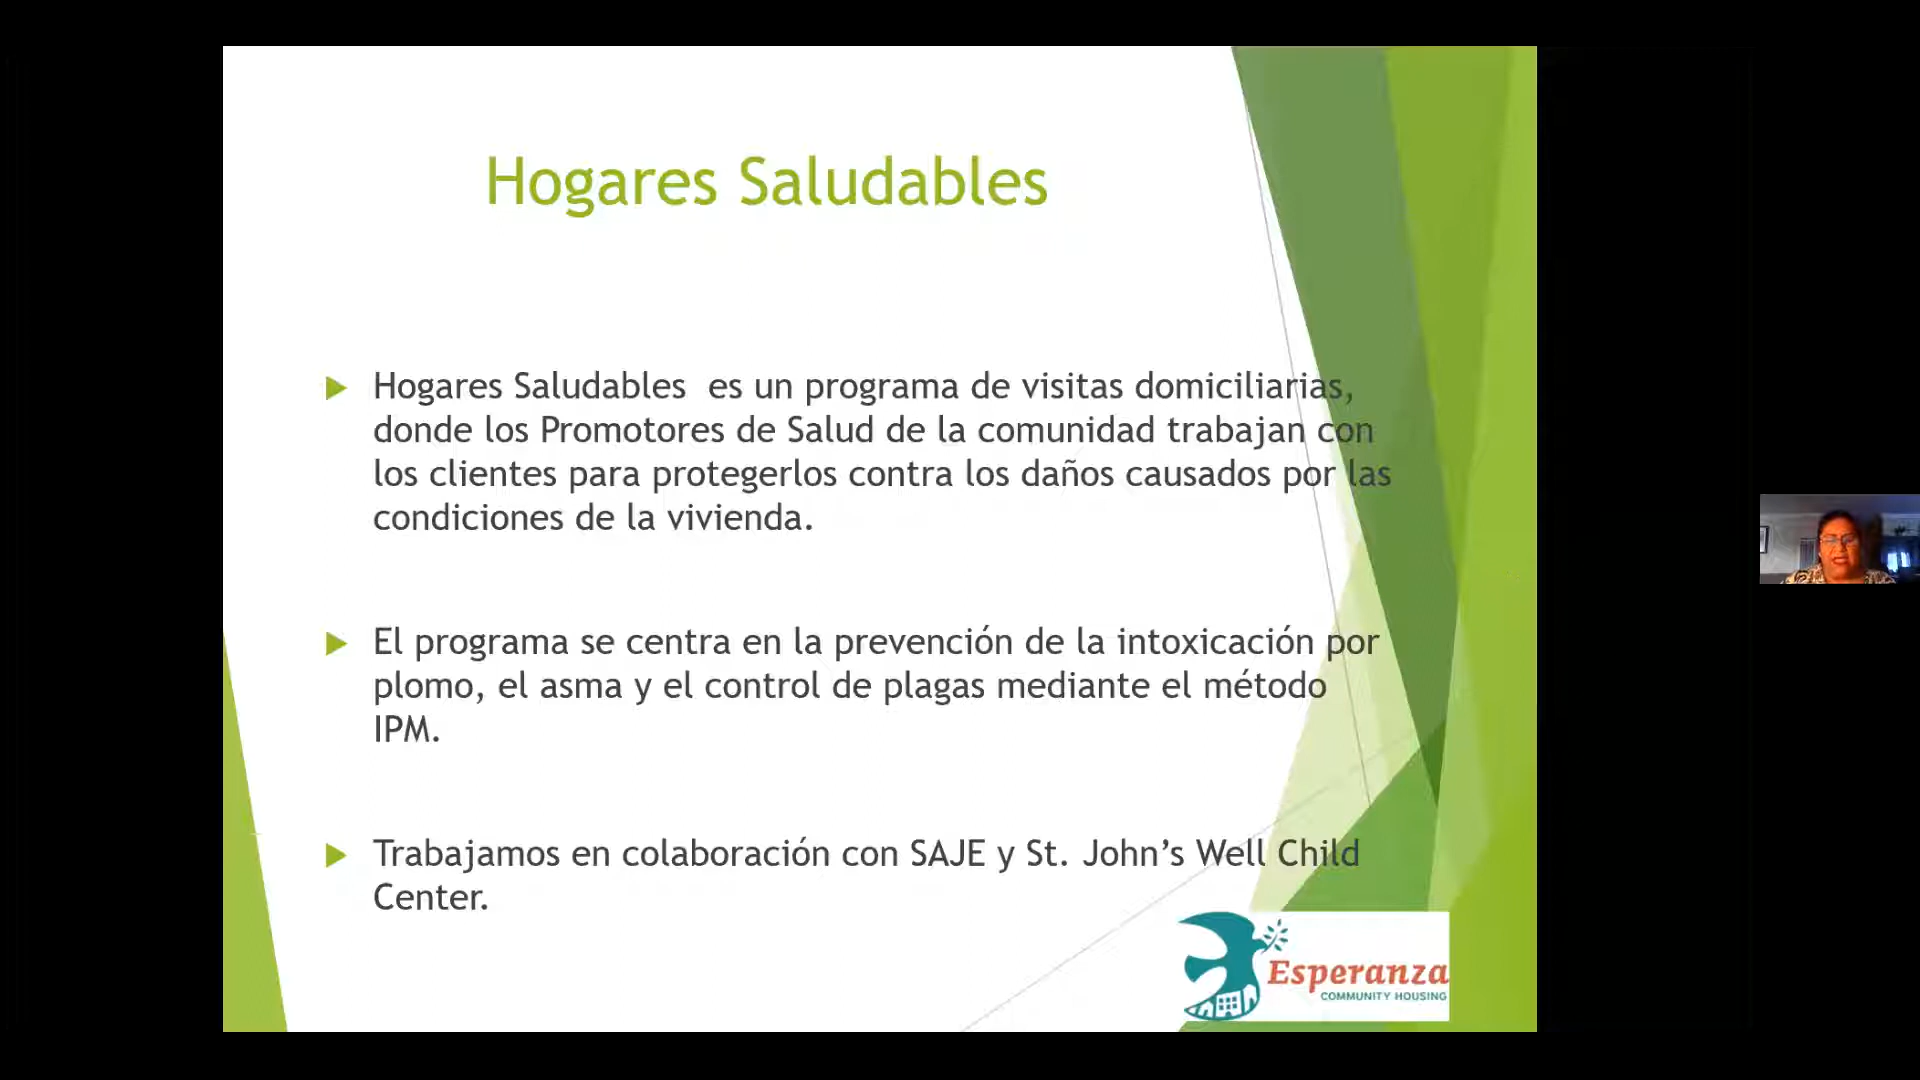 Hogares Saludables
Hogares Saludables es un programa de visitas domiciliarias,
donde los Promotores de Salud de la comunidad trabajan con
los clientes para protegerlos contra los daños causados por las
condiciones de la vivienda.
El programa se centra en la prevención de la intoxicación por
plomo, el asma y el control de plagas mediante el método
IPM.
Trabajamos en colaboración con SAJE y St. John’s Well Child
Center.
Esperanza
COMMUNITY HOUSING